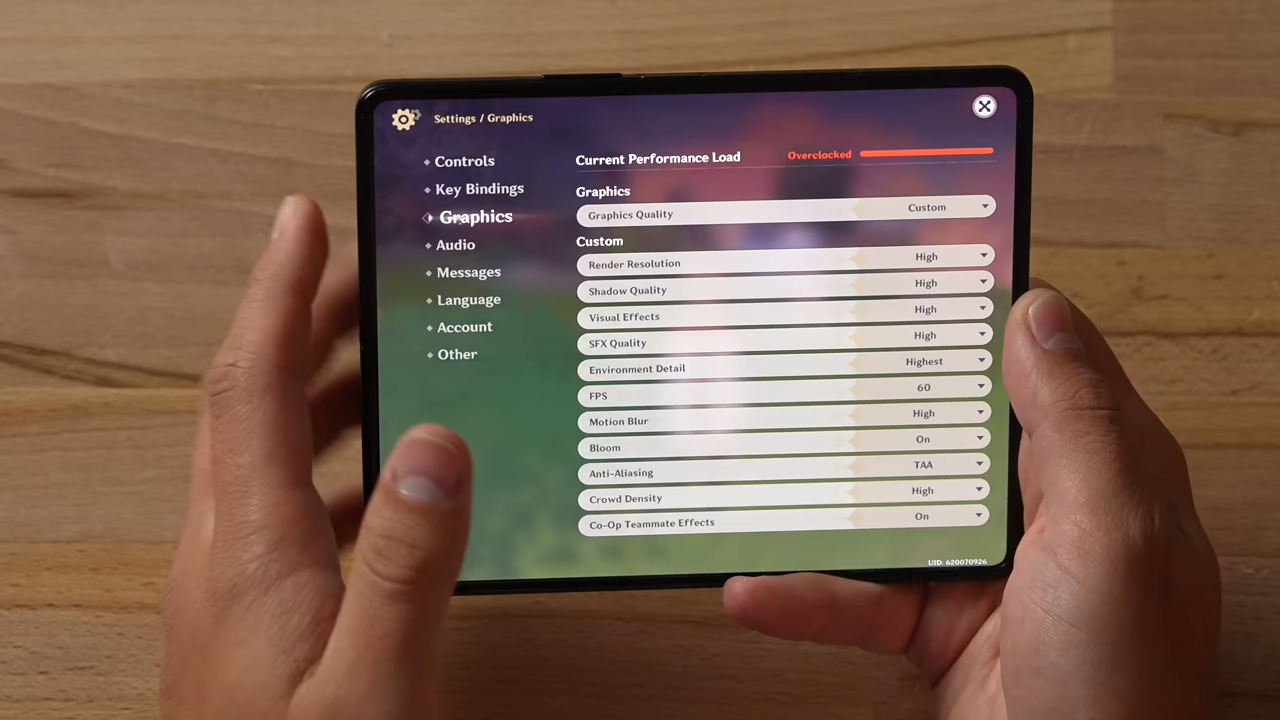 Settings / Graphics
Controls
Key Bindings
Graphics
Audio
Messages
Language
Account
Other
Current Performance Load Overclocked
Graphics
Graphics Quality Custom
Custom
Render Resolution High
Shadow Quality High
Visual Effects High
SFX Quality High
Environment Detail Highest
FPS 60
Motion Blur High
Bloom On
Anti-Aliasing TAA
Crowd Density High
Co-Op Teammate Effects On
UID: 620070926